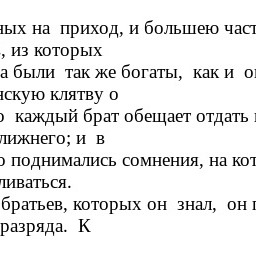 ных на приход, и большею част
, из которых
а были так же богаты, как и о
нскую клятву о
о каждый брат обещает отдать
лижнего; и в
о поднимались сомнения, на кот
ливаться.
братьев, которых он знал, он п
разряда. К